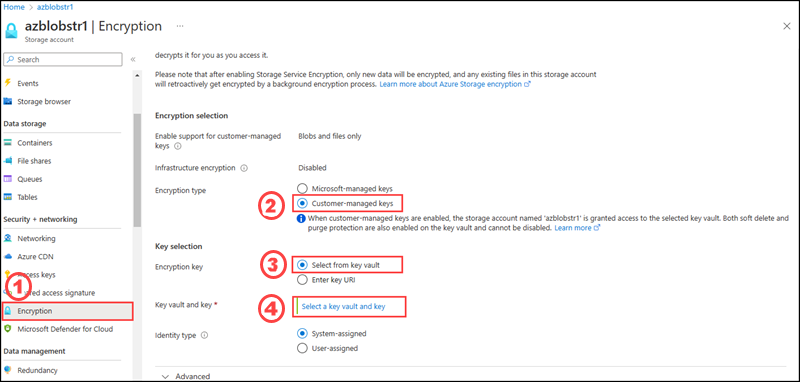 Home > azblobstr1 >
azblobstr1 | Encryption ...
Storage account
Search
Events
Storage browser
Data storage
Containers
File shares
Queues
Tables
Security + networking
Networking
Azure CDN
ccess keys
red access signature
1
Encryption
Microsoft Defender for Cloud
Data management
Redundancy
decrypts it for you as you access it.
Please note that after enabling Storage Service Encryption, only new data will be encrypted, and any existing files in this storage account
will retroactively get encrypted by a background encryption process. Learn more about Azure Storage encryption
Encryption selection
Enable support for customer-managed Blobs and files only
keys
Infrastructure encryption Disabled
Encryption type Microsoft-managed keys
2 Customer-managed keys
When customer-managed keys are enabled, the storage account named 'azblobstr1' is granted access to the selected key vault. Both soft delete and
purge protection are also enabled on the key vault and cannot be disabled. Learn more
Key selection
Encryption key 3 Select from key vault
Enter key URI
Key vault and key * 4 Select a key vault and key
Identity type System-assigned
User-assigned
Advanced